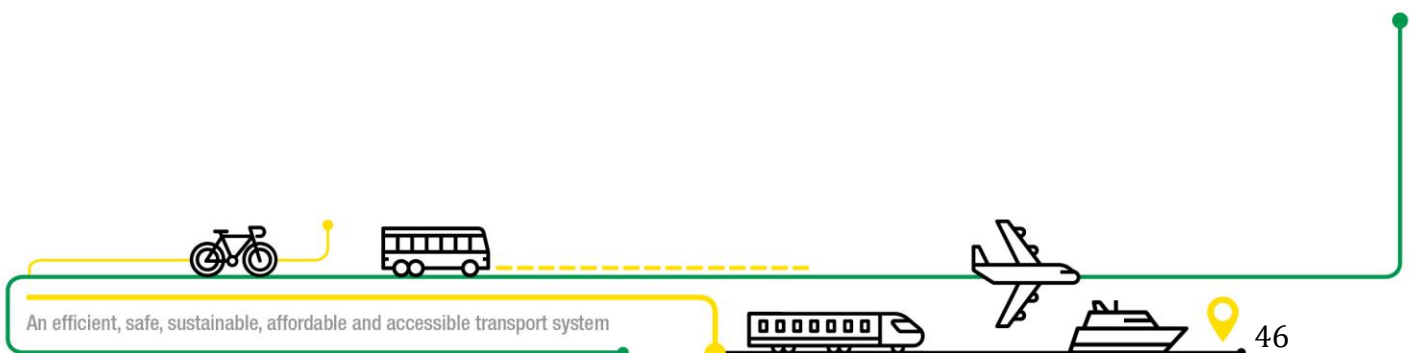 An efficient, safe, sustainable, affordable and accessible transport system
46